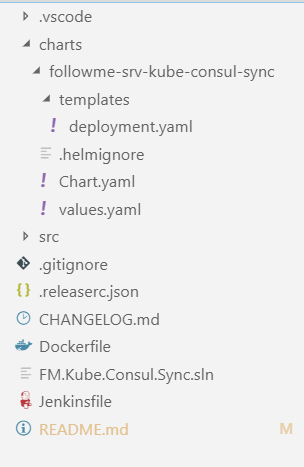 .vscode
charts
followme-srv-kube-consul-sync
templates
! deployment.yaml
.helmignore
! Chart.yaml
! values.yaml
src
.gitignore
{} .releaserc.json
CHANGELOG.md
Dockerfile
FM.Kube.Consul.Sync.sln
Jenkinsfile
README.md M